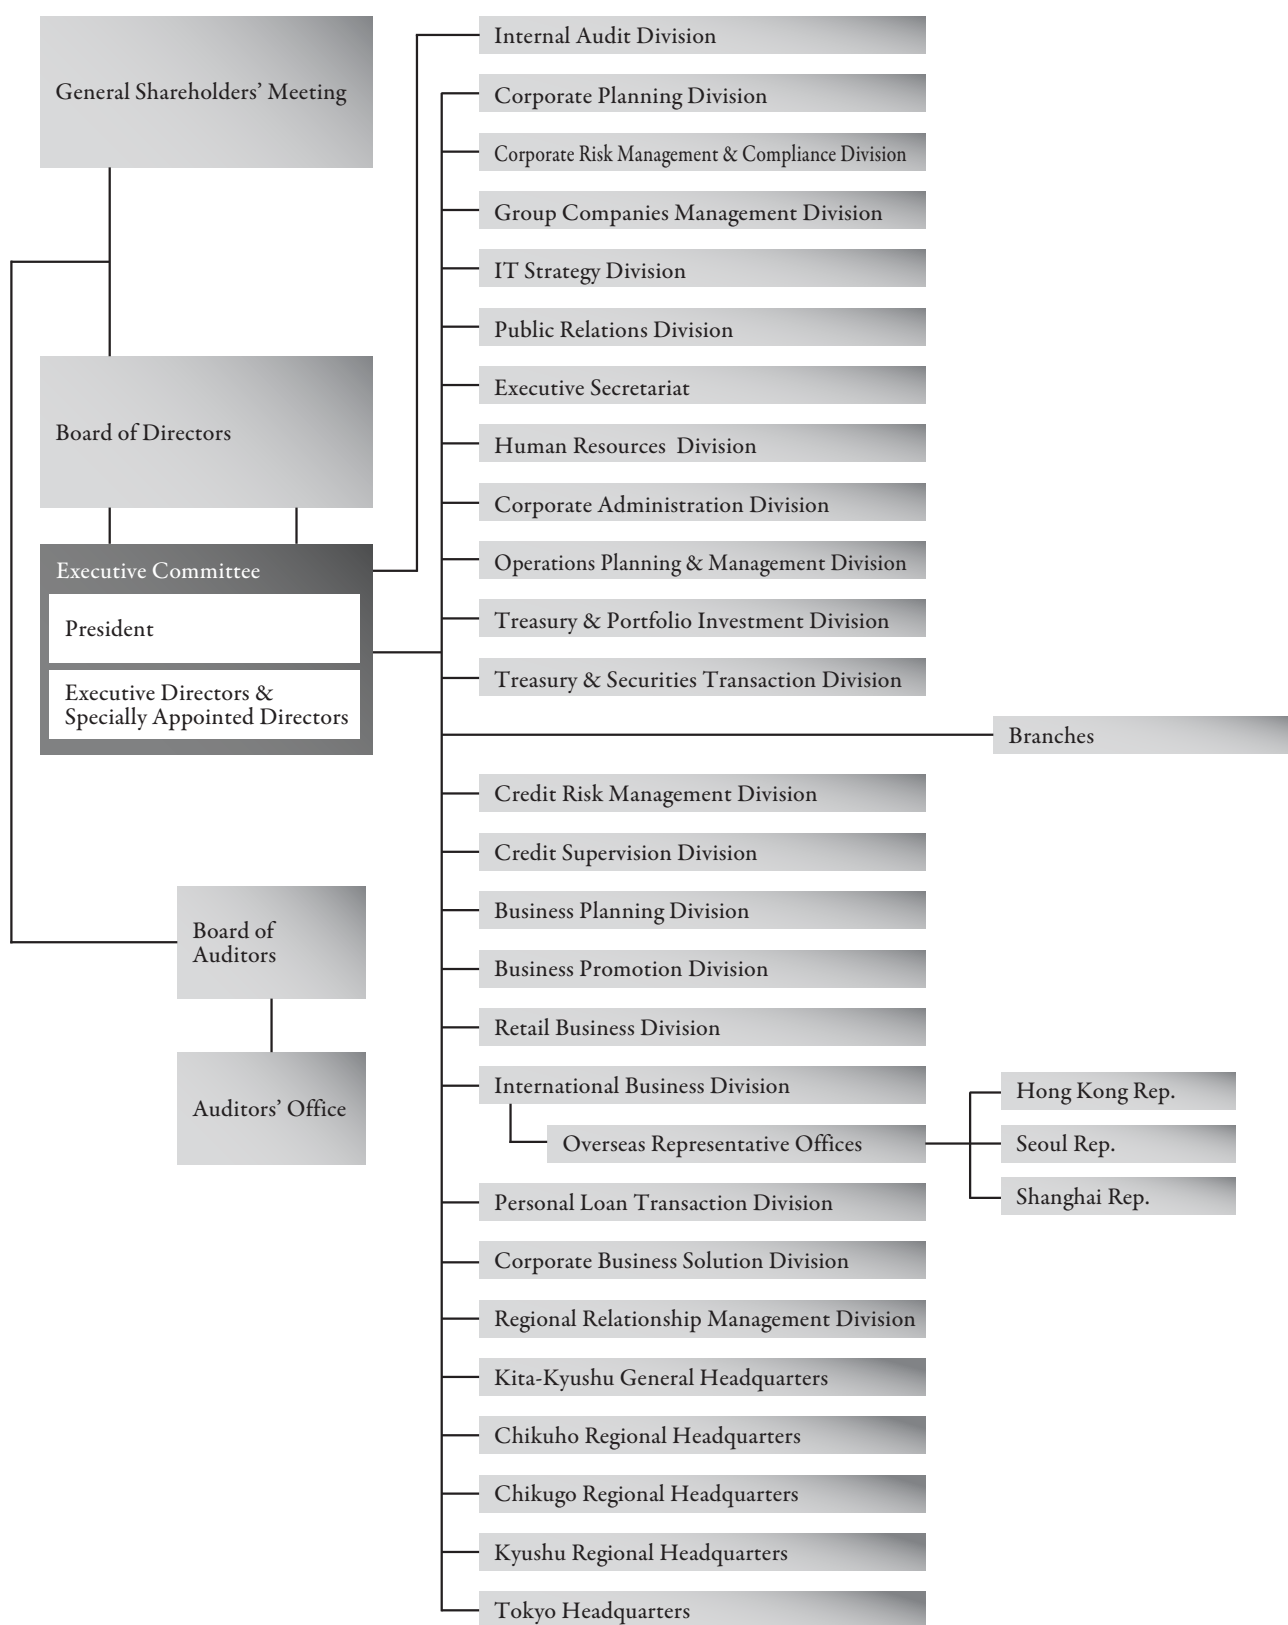 General Shareholders’ Meeting
Board of Directors
Executive Committee
President
Executive Directors &
Specially Appointed Directors
Board of
Auditors
Auditors’ Office
Internal Audit Division
Corporate Planning Division
Corporate Risk Management & Compliance Division
Group Companies Management Division
IT Strategy Division
Public Relations Division
Executive Secretariat
Human Resources Division
Corporate Administration Division
Operations Planning & Management Division
Treasury & Portfolio Investment Division
Treasury & Securities Transaction Division
Branches
Credit Risk Management Division
Credit Supervision Division
Business Planning Division
Business Promotion Division
Retail Business Division
International Business Division
Overseas Representative Offices
Hong Kong Rep.
Seoul Rep.
Shanghai Rep.
Personal Loan Transaction Division
Corporate Business Solution Division
Regional Relationship Management Division
Kita-Kyushu General Headquarters
Chikuho Regional Headquarters
Chikugo Regional Headquarters
Kyushu Regional Headquarters
Tokyo Headquarters